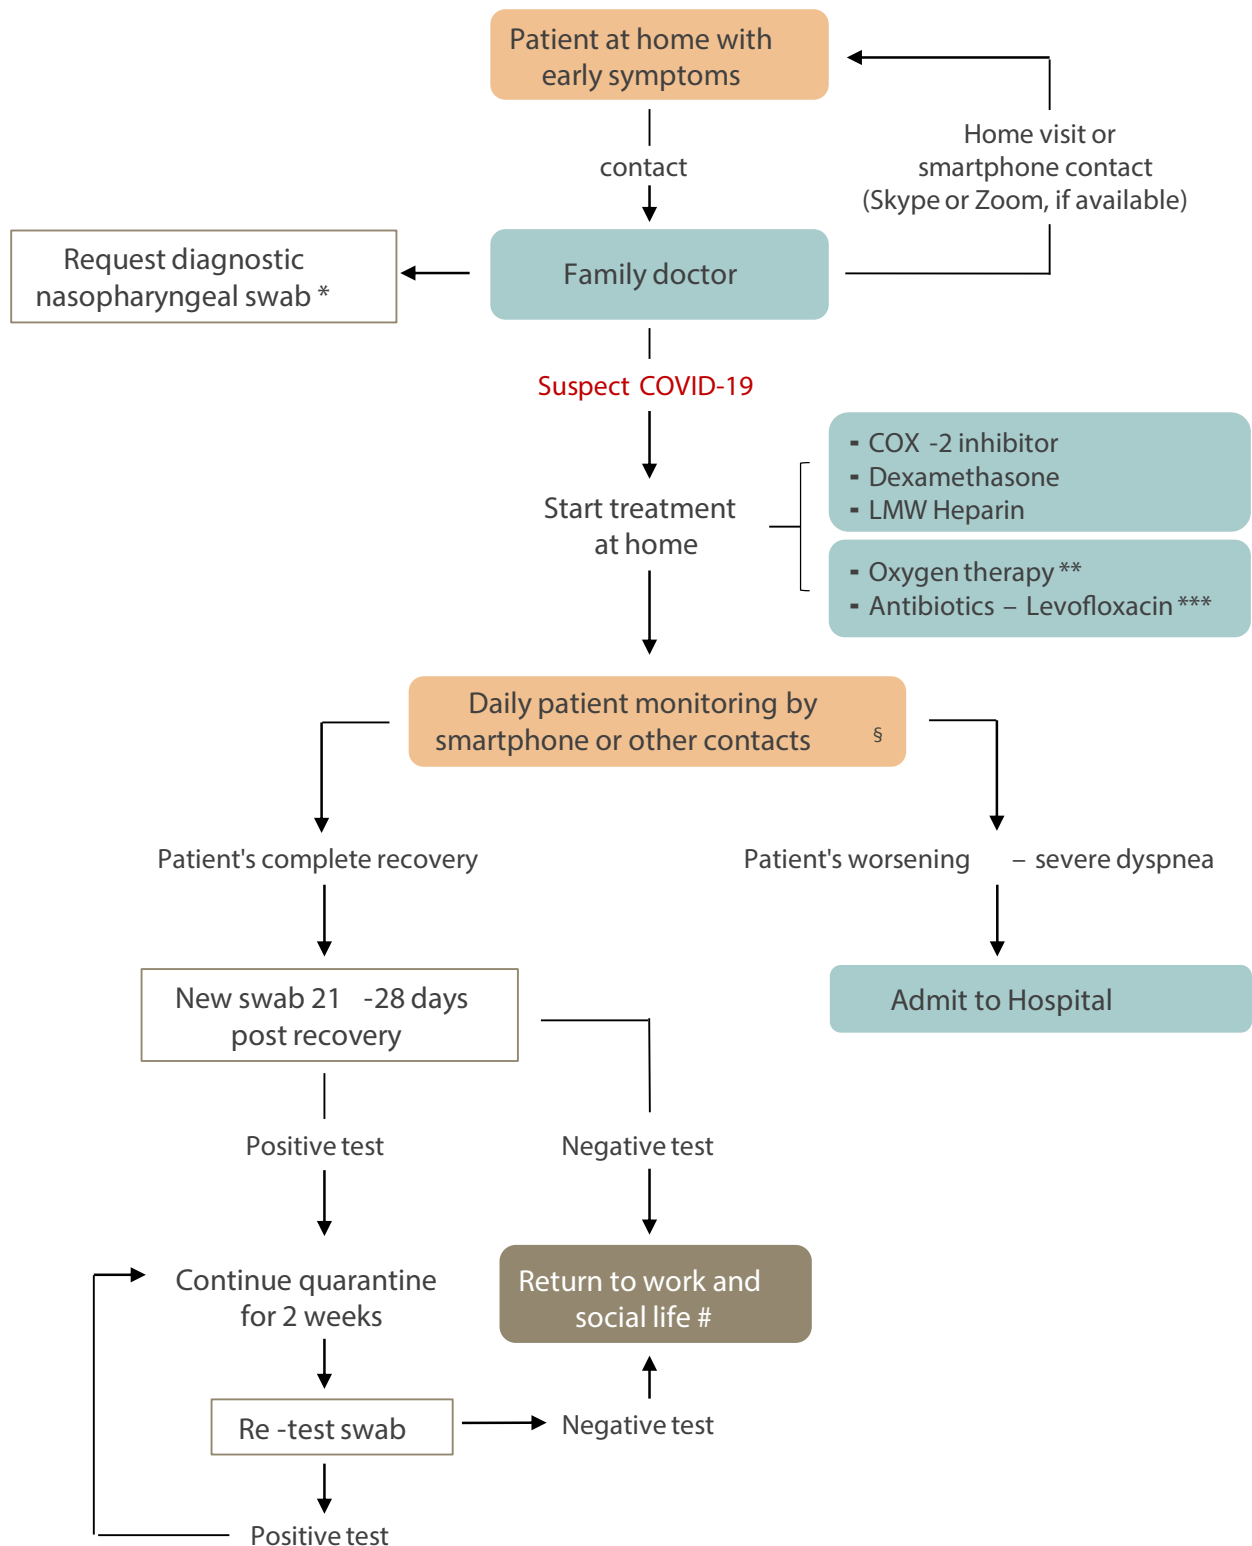 Patient at home with
early symptoms
contact
Home visit or
smartphone contact
(Skype or Zoom, if available)
Request diagnostic
nasopharyngeal swab *
Family doctor
Suspect COVID-19
Start treatment
at home
- COX -2 inhibitor
- Dexamethasone
- LMW Heparin
- Oxygen therapy **
- Antibiotics – Levofloxacin ***
Daily patient monitoring by
smartphone or other contacts §
Patient's complete recovery
Patient's worsening – severe dyspnea
New swab 21 -28 days
post recovery
Admit to Hospital
Positive test
Negative test
Continue quarantine
for 2 weeks
Return to work and
social life #
Re -test swab
Negative test
Positive test